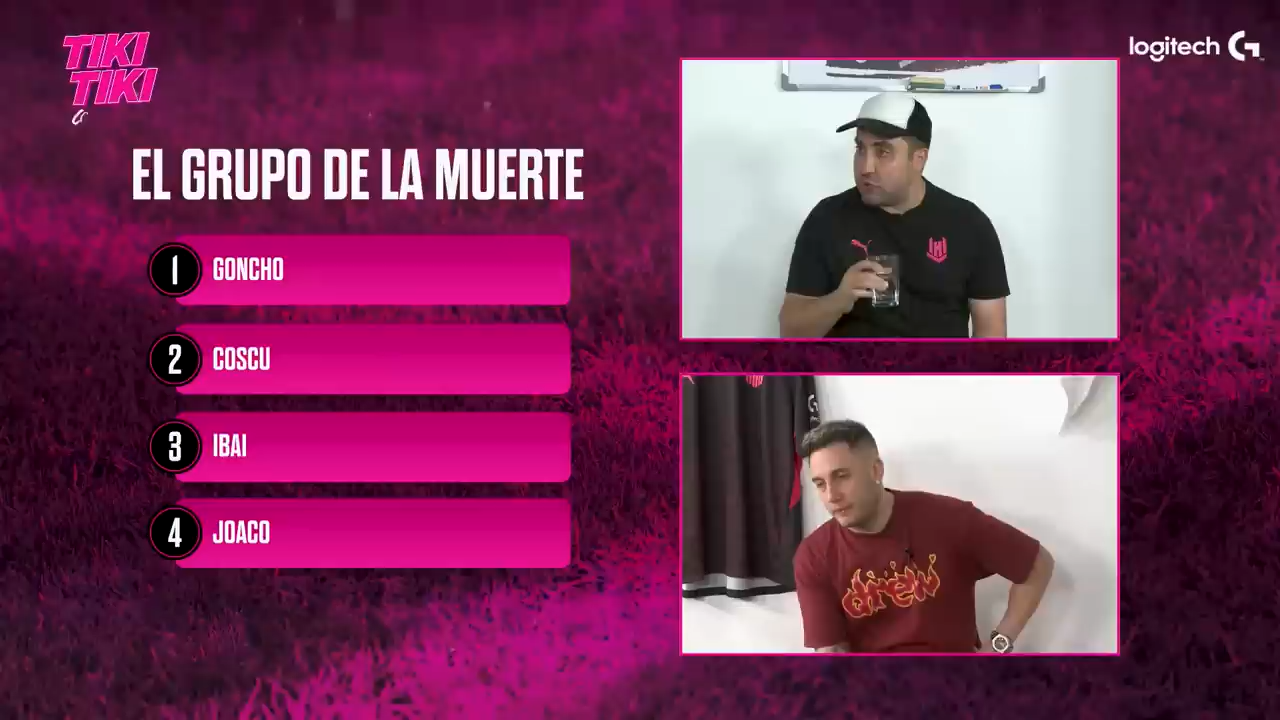 TIKI
TIKI
logitech G
EL GRUPO DE LA MUERTE
1 GONCHO
2 COSCU
3 IBAI
4 JOACO
drew